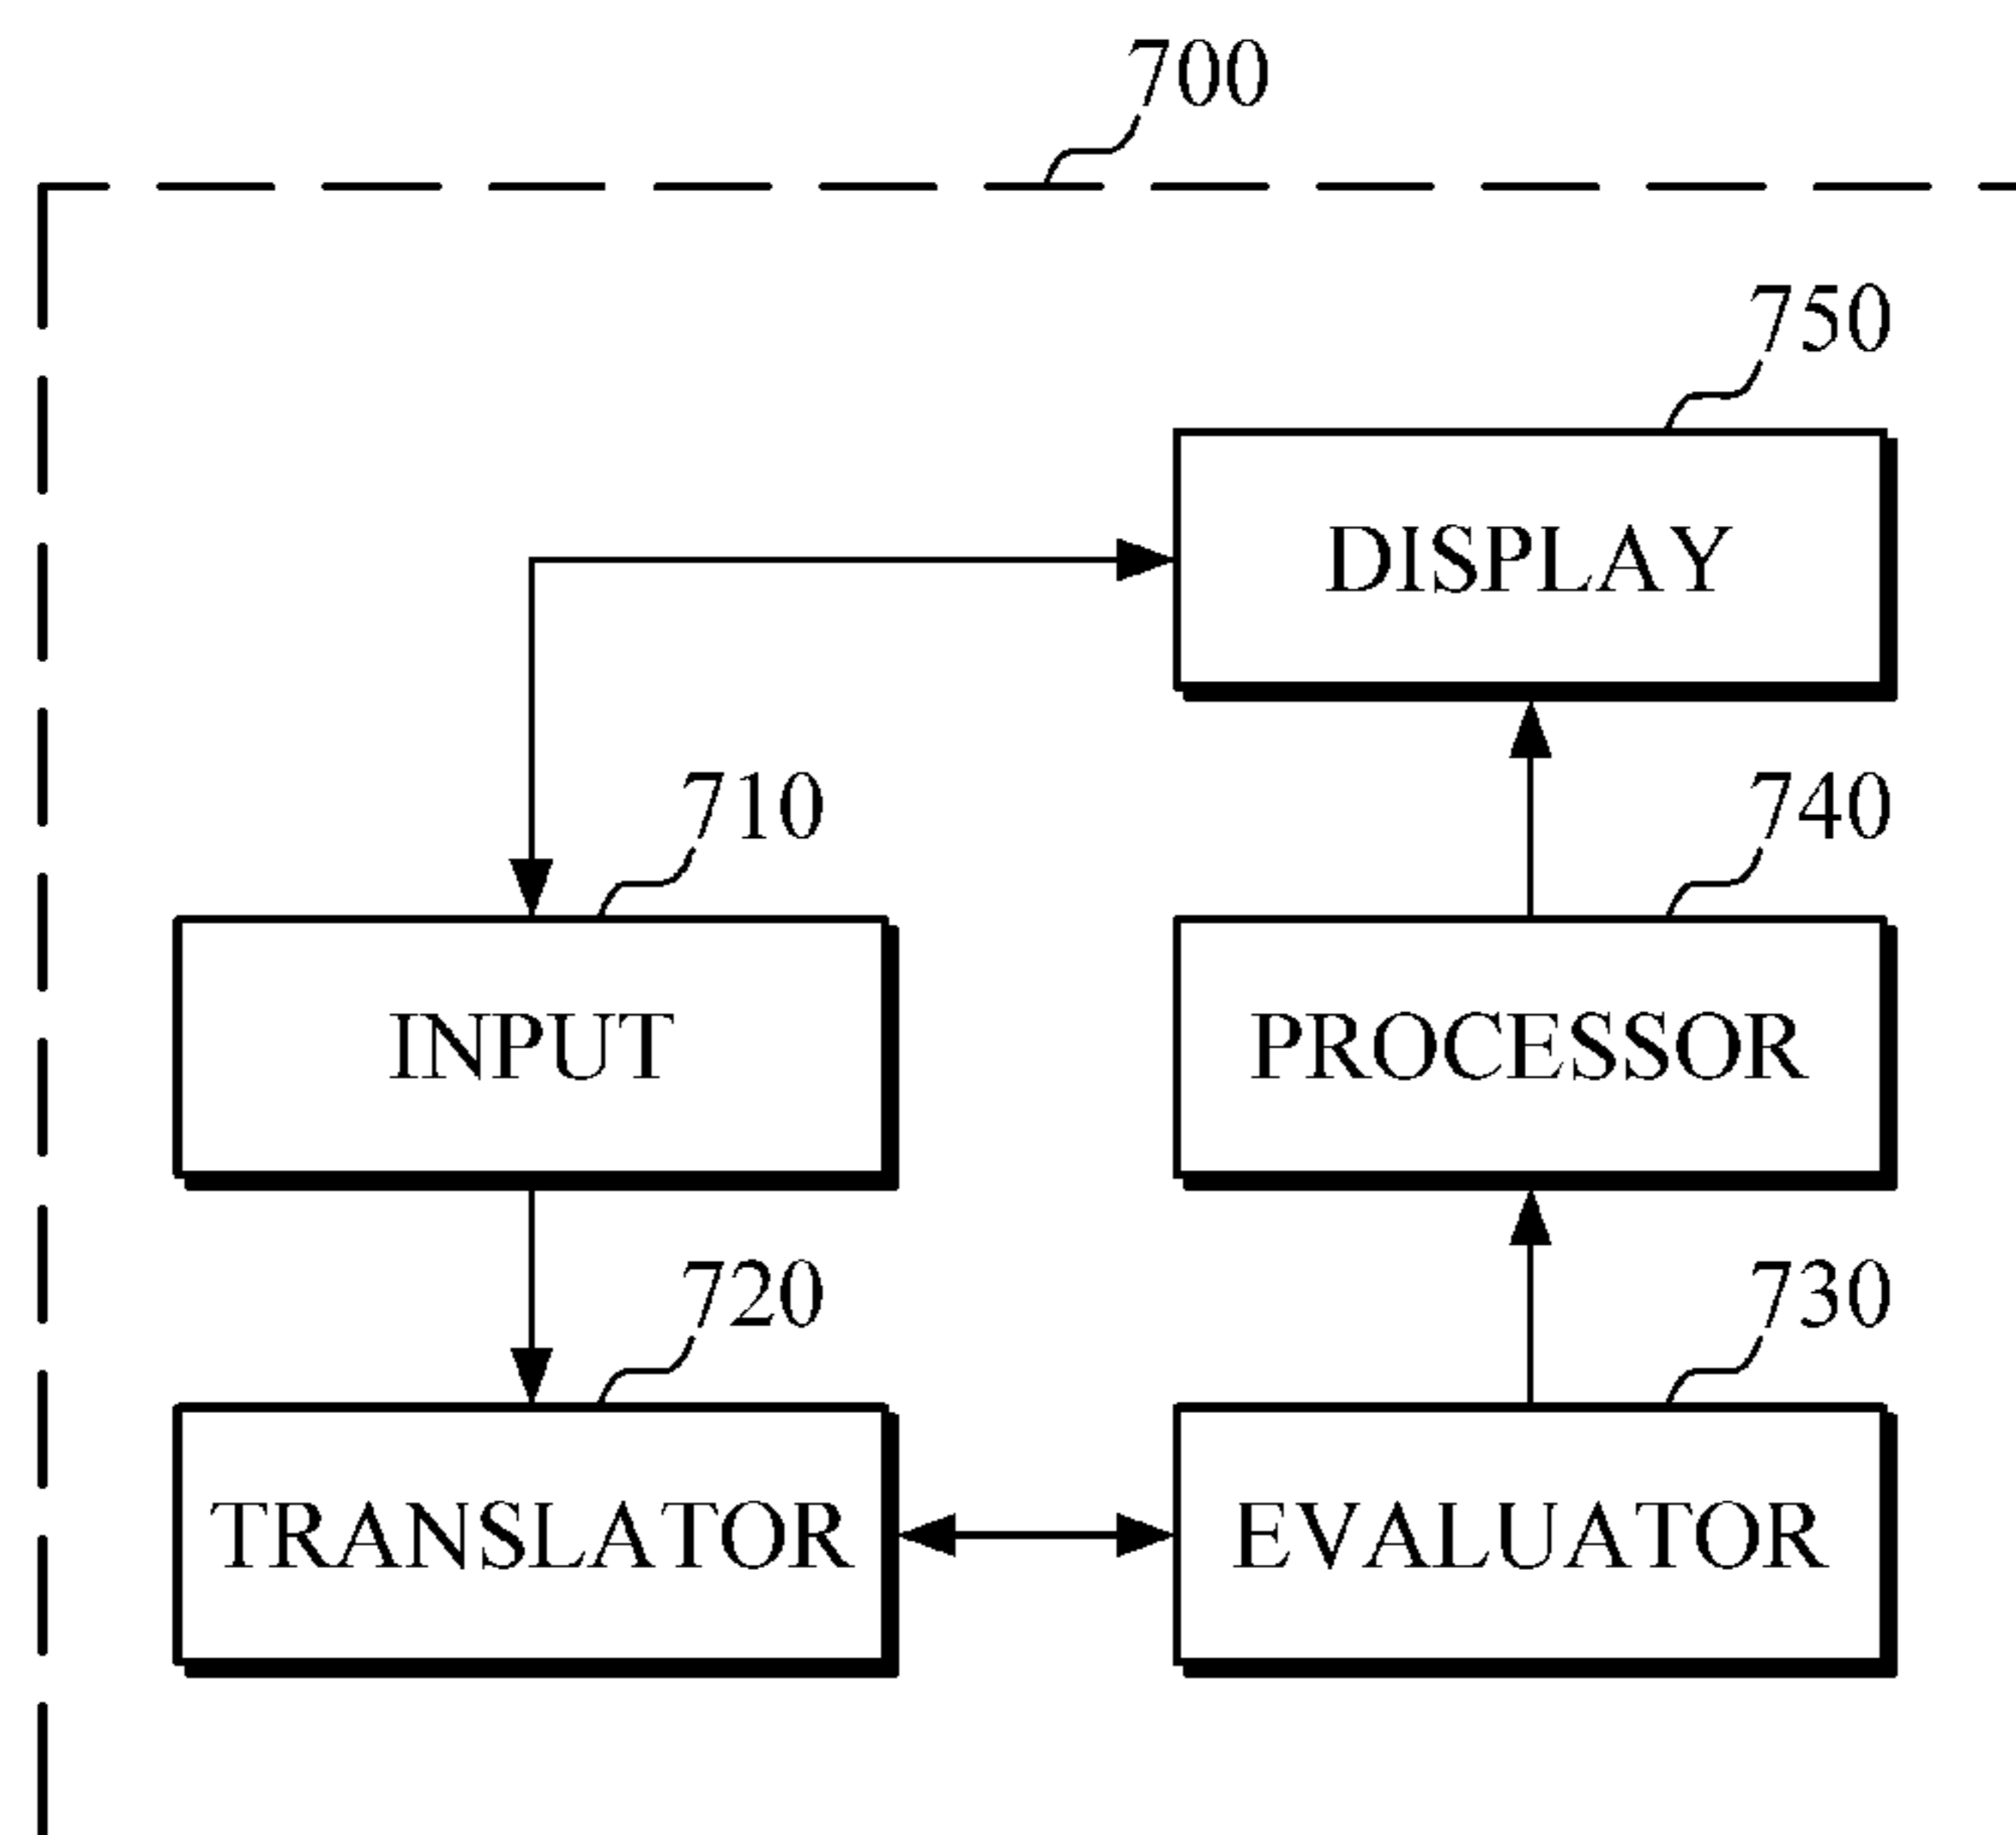 700
750
DISPLAY
710
740
INPUT
PROCESSOR
720
730
TRANSLATOR
EVALUATOR